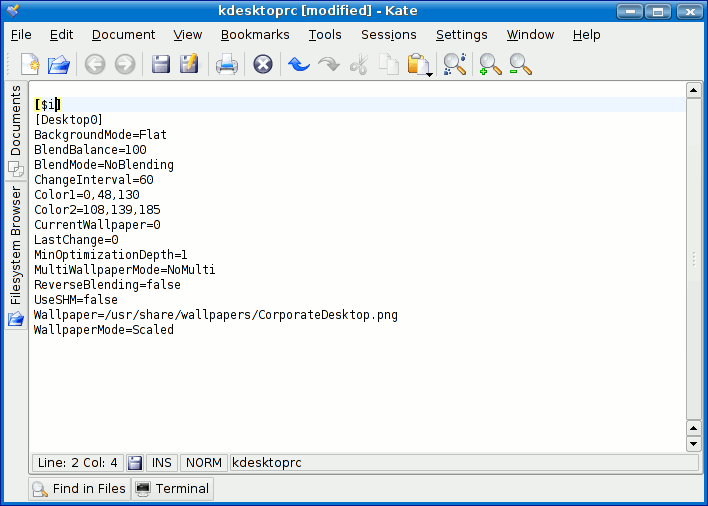 kdesktoprc [modified] - Kate
File Edit Document View Bookmarks Tools Sessions Settings Window Help
Documents
Filesystem Browser
[$i]
[Desktop0]
BackgroundMode=Flat
BlendBalance=100
BlendMode=NoBlending
ChangeInterval=60
Color1=0,48,130
Color2=108,139,185
CurrentWallpaper=0
LastChange=0
MinOptimizationDepth=1
MultiWallpaperMode=NoMulti
ReverseBlending=false
UseSHM=false
Wallpaper=/usr/share/wallpapers/CorporateDesktop.png
WallpaperMode=Scaled
Line: 2 Col: 4 INS NORM kdesktoprc
Find in Files Terminal